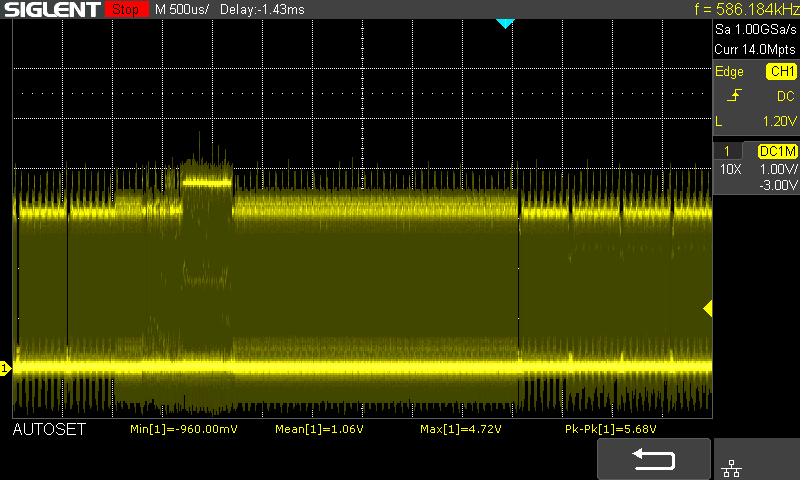 SIGLENT Stop M 500us/ Delay:-1.43ms f = 586.184kHz
Sa 1.00GSa/s
Curr 14.0Mpts
Edge CH1
DC
L 1.20V
1 DC1M
10X 1.00V/
-3.00V
1
AUTOSET Min[1]=-960.00mV Mean[1]=1.06V Max[1]=4.72V Pk-Pk[1]=5.68V